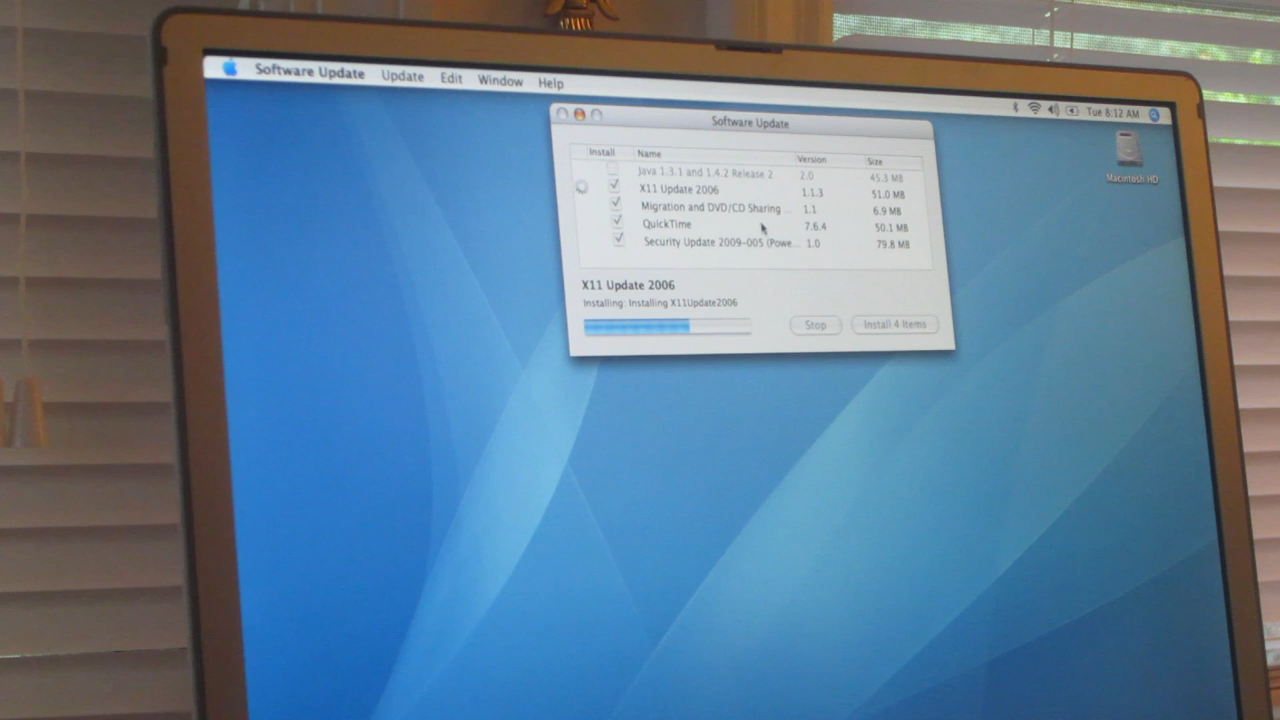 Software Update Update Edit Window Help Tue 8:12 AM
Macintosh HD
Software Update
Install Name Version Size
Java 1.3.1 and 1.4.2 Release 2 2.0 45.3 MB
X11 Update 2006 1.1.3 51.0 MB
Migration and DVD/CD Sharing ... 1.1 6.9 MB
QuickTime 7.6.4 50.1 MB
Security Update 2009-005 (Powe... 1.0 79.8 MB
X11 Update 2006
Installing: Installing X11Update2006
Stop Install 4 Items